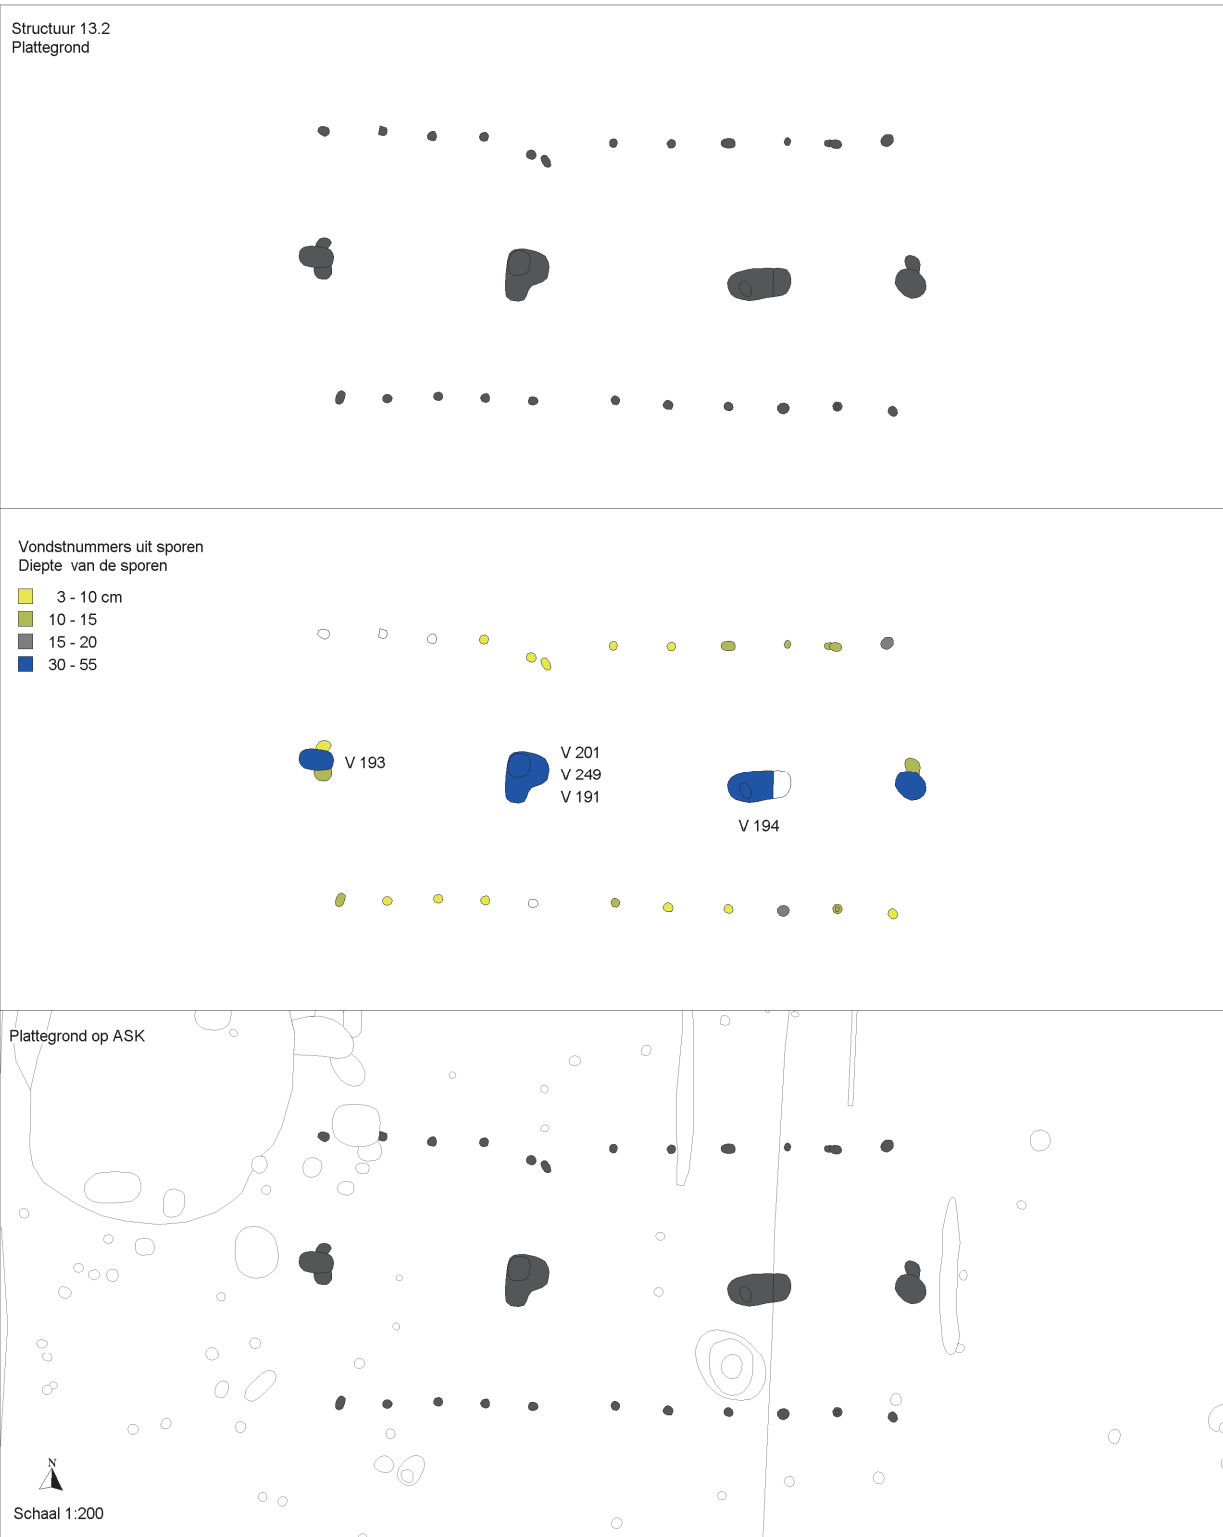 Structuur 13.2
Plattegrond
Vondstnummers uit sporen
Diepte van de sporen
3 - 10 cm
10 - 15
15 - 20
30 - 55
V 193
V 201
V 249
V 191
V 194
Plattegrond op ASK
N
Schaal 1:200